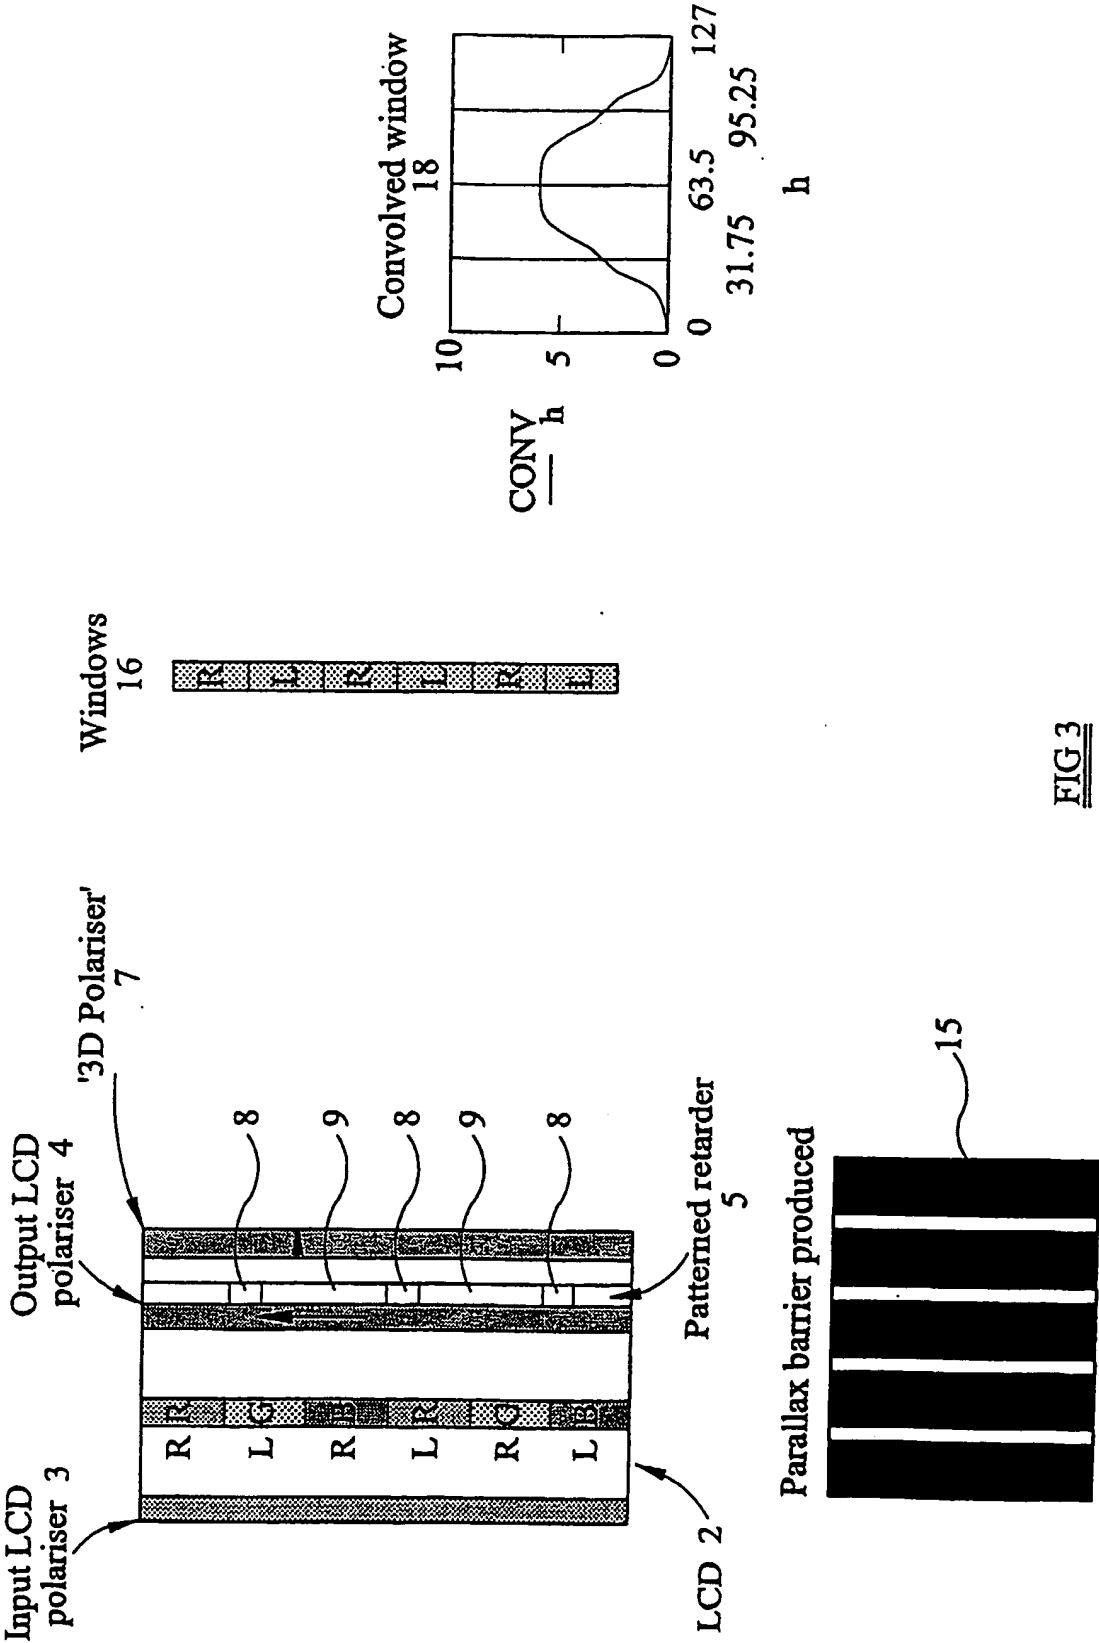 Input LCD
polariser 3
Output LCD
polariser 4
'3D Polariser'
7
Windows
16
Convolved window
18
R
L
R
L
R
L
R
G
B
R
G
B
8
9
8
9
8
R
L
R
L
R
L
CONV
h
10
5
0
0
31.75
63.5
95.25
127
h
LCD 2
Patterned retarder
5
Parallax barrier produced
15
FIG 3